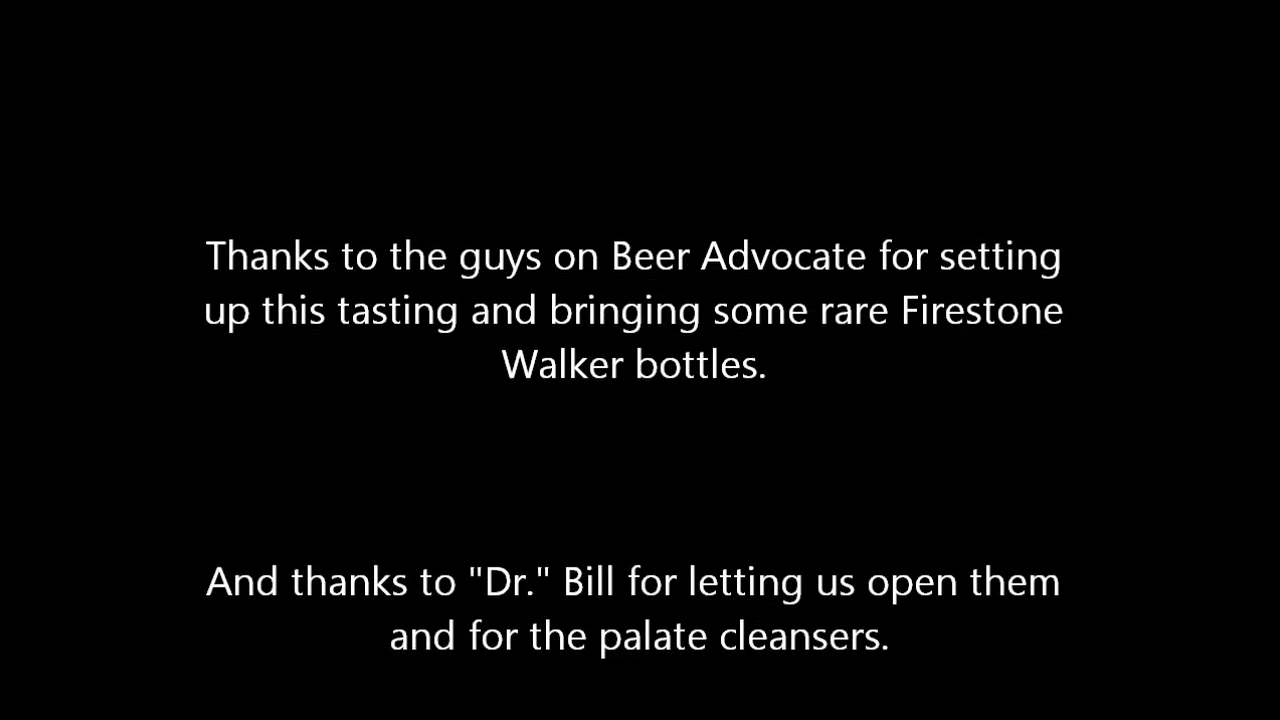 Thanks to the guys on Beer Advocate for setting
up this tasting and bringing some rare Firestone
Walker bottles.
And thanks to "Dr." Bill for letting us open them
and for the palate cleansers.